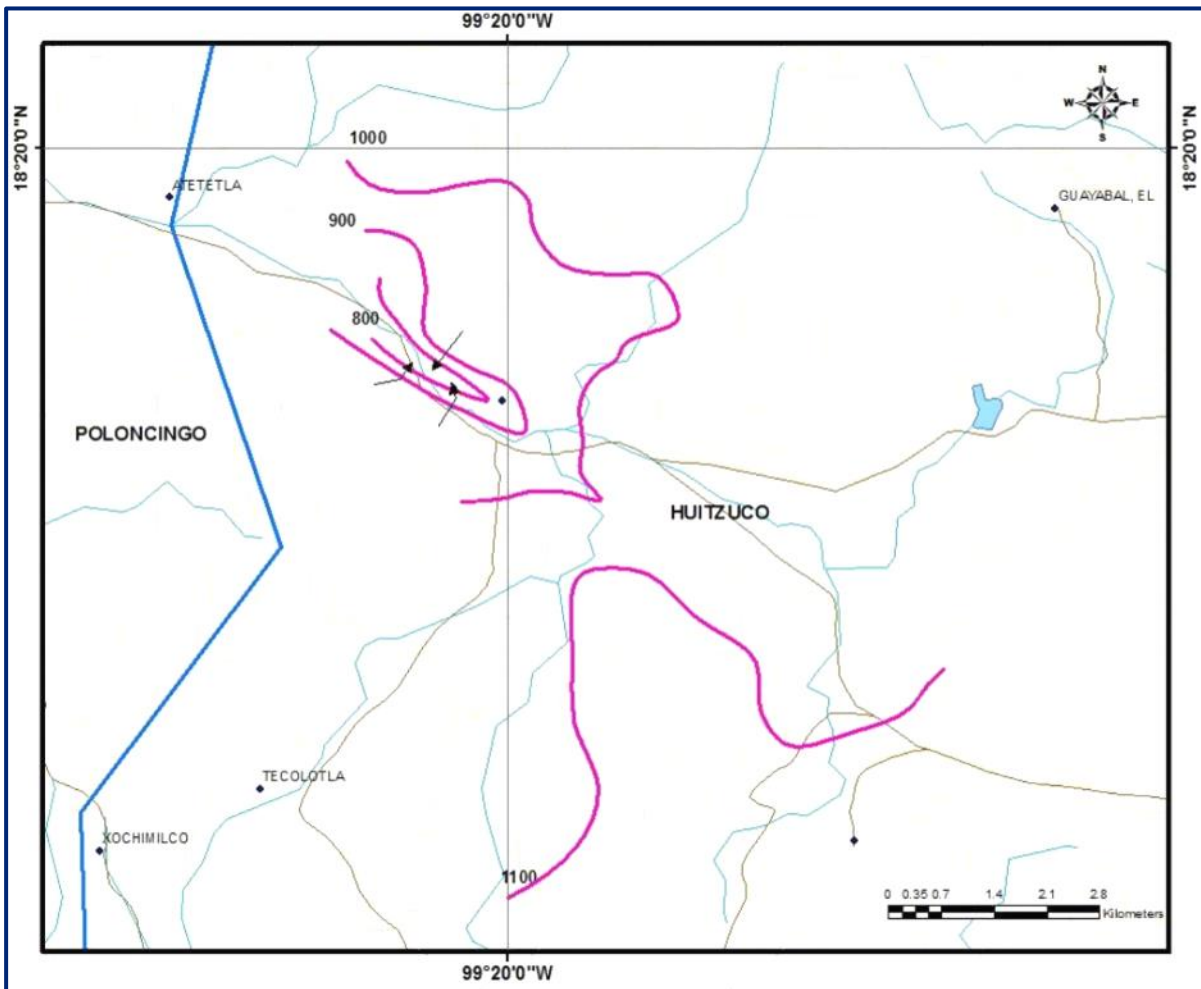 99°20'0"W
N
W E
S
18°20'0"N
18°20'0"N
1000
ATETETLA
GUAYABAL, EL
900
800
POLONCINGO
HUITZUCO
TECOLOTLA
XOCHIMILCO
1100
0 0.35 0.7 1.4 2.1 2.8
Kilometers
99°20'0"W